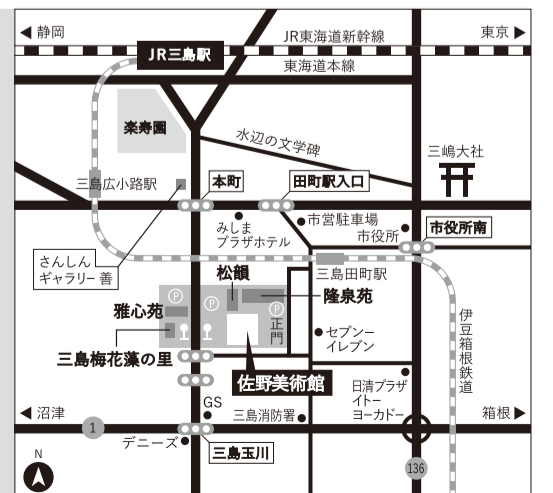 静岡
JR東海道新幹線
東京
JR三島駅
東海道本線
楽寿園
水辺の文学碑
三嶋大社
三島広小路駅
本町
田町駅入口
みしま
プラザホテル
市営駐車場
市役所
市役所南
さんしん
ギャラリー 善
松韻
三島田町駅
雅心苑
P
P
隆泉苑
P
正門
三島梅花藻の里
佐野美術館
セブン−
イレブン
伊豆箱根鉄道
日清プラザ
イトー
ヨーカドー
沼津
GS
三島消防署
箱根
1
デニーズ
三島玉川
136
N